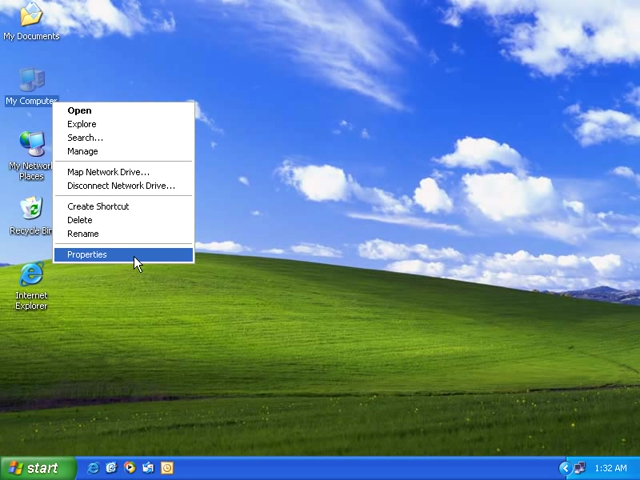 My Documents
My Computer
Open
Explore
Search...
Manage
Map Network Drive...
Disconnect Network Drive...
Create Shortcut
Delete
Rename
Properties
My Network
Places
Recycle Bin
Internet
Explorer
start
1:32 AM